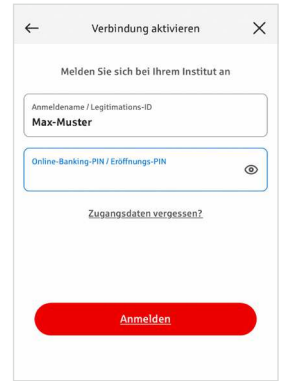 Verbindung aktivieren
Melden Sie sich bei Ihrem Institut an
Anmeldename / Legitimations-ID
Max-Muster
Online-Banking-PIN / Eröffnungs-PIN
Zugangsdaten vergessen?
Anmelden